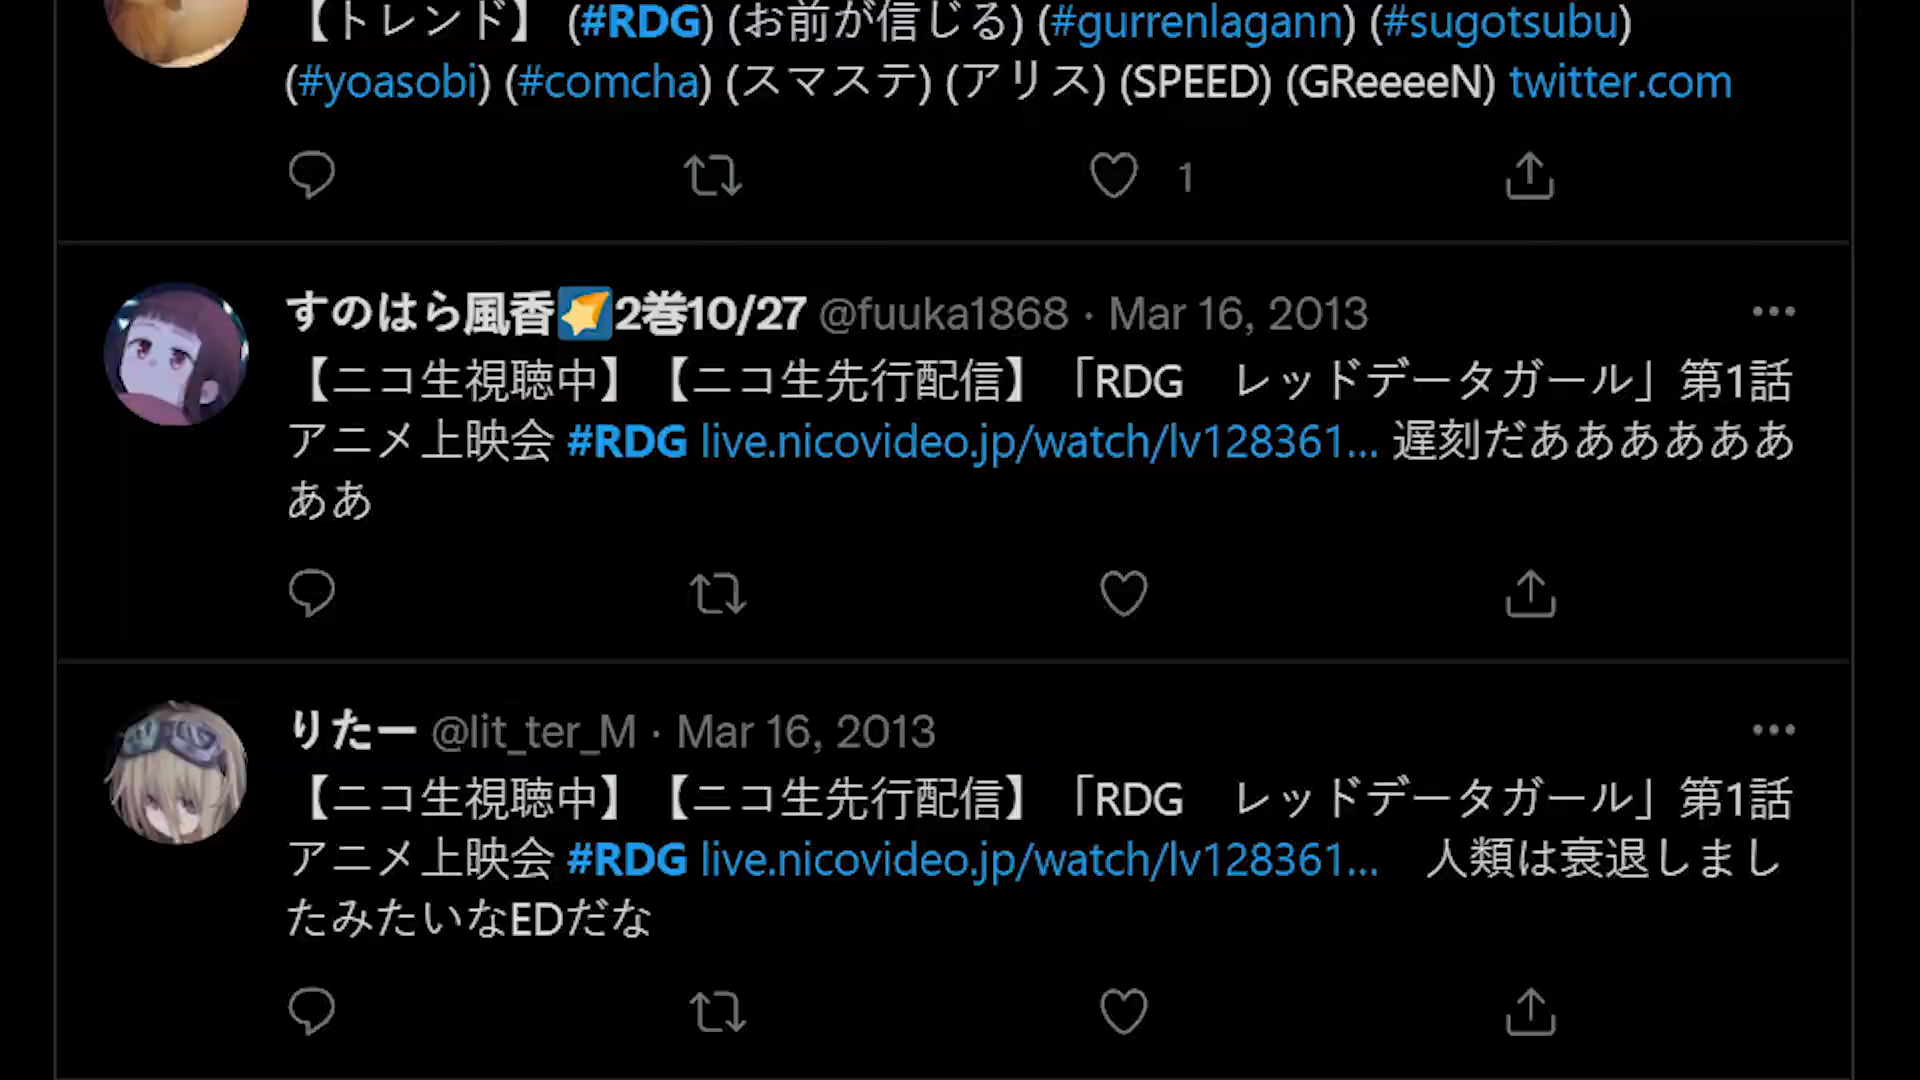 【トレンド】 (#RDG) (お前が信じる) (#gurrenlagann) (#sugotsubu)
(#yoasobi) (#comcha) (スマステ) (アリス) (SPEED) (GReeeeN) twitter.com
1
すのはら風香🌠2巻10/27 @fuuka1868 · Mar 16, 2013
【ニコ生視聴中】【ニコ生先行配信】「RDG　レッドデータガール」第1話
アニメ上映会 #RDG live.nicovideo.jp/watch/lv128361… 遅刻だああああああ
ああ
りたー @lit_ter_M · Mar 16, 2013
【ニコ生視聴中】【ニコ生先行配信】「RDG　レッドデータガール」第1話
アニメ上映会 #RDG live.nicovideo.jp/watch/lv128361…　人類は衰退しまし
たみたいなEDだな